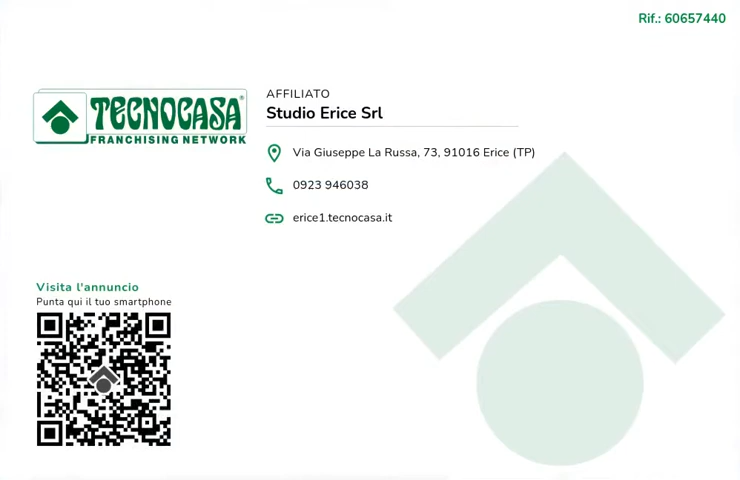 Rif.: 60657440
TECNOCASA®
FRANCHISING NETWORK
AFFILIATO
Studio Erice Srl
Via Giuseppe La Russa, 73, 91016 Erice (TP)
0923 946038
erice1.tecnocasa.it
Visita l'annuncio
Punta qui il tuo smartphone